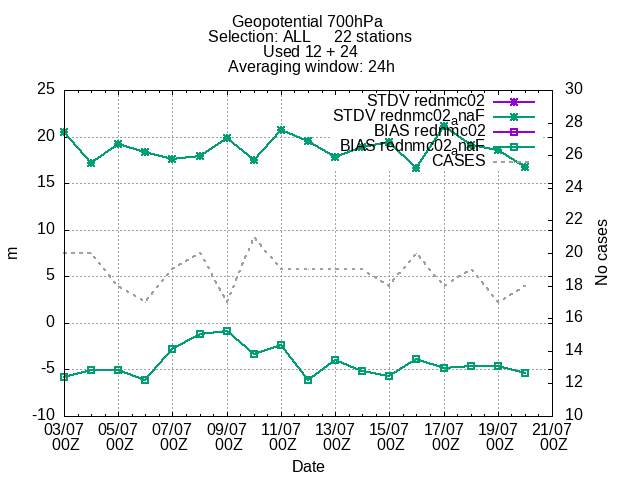 Geopotential 700hPa
Selection: ALL 22 stations
Used 12 + 24
Averaging window: 24h
25
20
15
10
5
0
-5
-10
m
30
28
26
24
22
20
18
16
14
12
10
No cases
STDV rednmc02
STDV rednmc02anaF
BIAS rednmc02
BIAS rednmc02anaF
CASES
03/07 05/07 07/07 09/07 11/07 13/07 15/07 17/07 19/07 21/07
00Z 00Z 00Z 00Z 00Z 00Z 00Z 00Z 00Z 00Z
Date